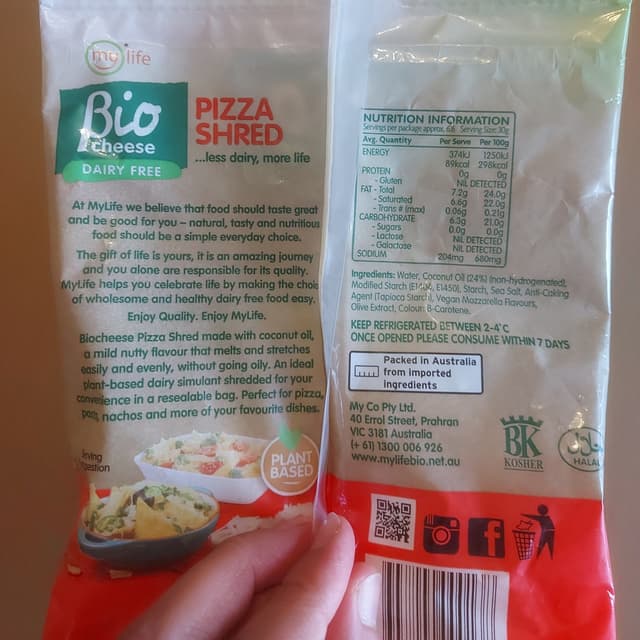 my life
Bio
cheese
DAIRY FREE
PIZZA
SHRED
...less dairy, more life
At MyLife we believe that food should taste great
and be good for you – natural, tasty and nutritious
food should be a simple everyday choice.
The gift of life is yours, it is an amazing journey
and you alone are responsible for its quality.
MyLife helps you celebrate life by making the
of wholesome and healthy dairy free food easy.
Enjoy Quality. Enjoy MyLife.
Biocheese Pizza Shred made with coconut oil,
a mild nutty flavour that melts and stretches
easily and evenly, without going oily. An ideal
plant-based dairy simulant shredded for your
convenience in a resealable bag. Perfect for pizza,
nachos and more of your favourite dishes.
PLANT
BASED
NUTRITION INFORMATION
Servings per package approx. 6.6 Serving Size: 30g
Avg. Quantity Per Serve Per 100g
ENERGY 374kJ 1250kJ
89kcal 298kcal
PROTEIN 0g 0g
- Gluten NIL DETECTED
FAT - Total 7.2g 24.0g
- Saturated 6.6g 22.0g
- Trans # (max) 0.06g 0.21g
CARBOHYDRATE 6.3g 21.0g
- Sugars 0.0g 0.0g
- Lactose NIL DETECTED
- Galactose NIL DETECTED
SODIUM 204mg 680mg
Ingredients: Water, Coconut Oil (24%) (non-hydrogenated),
Modified Starch (E1404, E1450), Starch, Sea Salt, Anti-Caking
Agent (Tapioca Starch), Vegan Mozzarella Flavours,
Olive Extract, Colour: B-Carotene.
KEEP REFRIGERATED BETWEEN 2-4°C
ONCE OPENED PLEASE CONSUME WITHIN 7 DAYS
Packed in Australia
from imported
ingredients
My Co Pty Ltd.
40 Errol Street, Prahran
VIC 3181 Australia
(+ 61) 1300 006 926
www.mylifebio.net.au
BK
KOSHER
حلال
HALAL